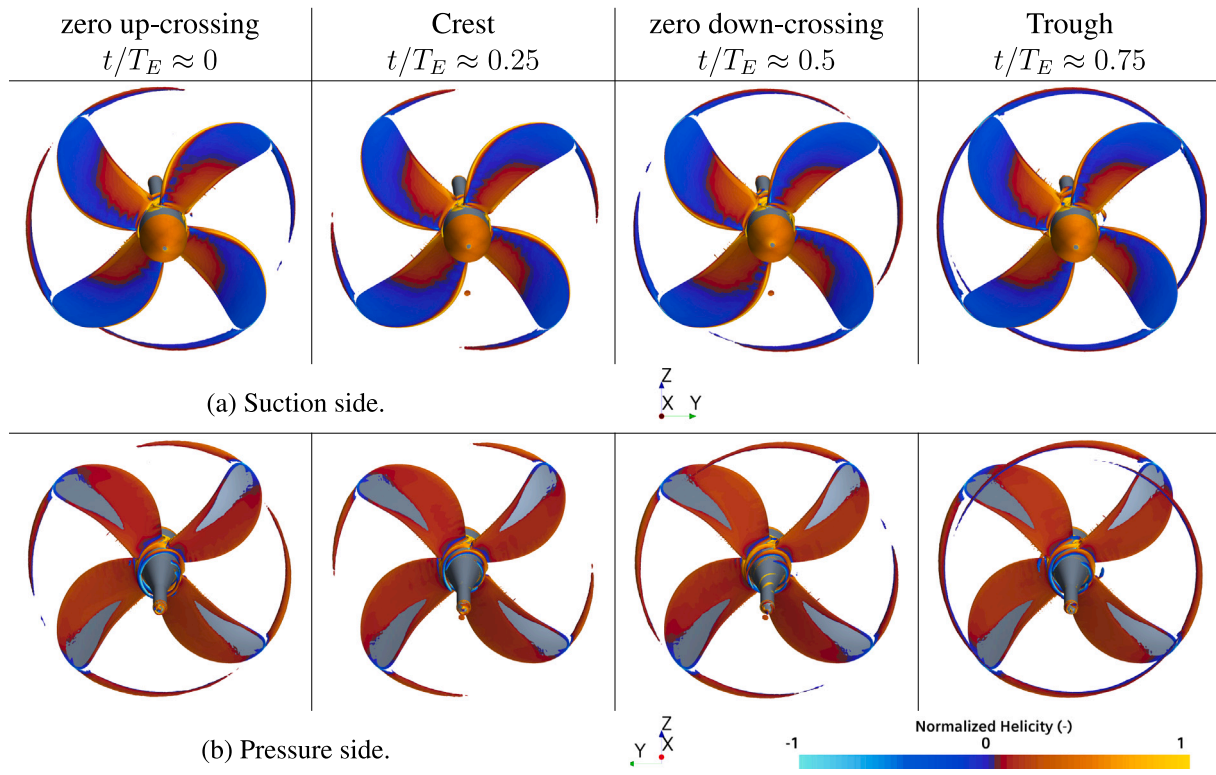 zero up-crossing Crest zero down-crossing Trough
t/T_E ≈ 0 t/T_E ≈ 0.25 t/T_E ≈ 0.5 t/T_E ≈ 0.75
Z
X Y
(a) Suction side.
Z
Y X
(b) Pressure side.
Normalized Helicity (-)
-1 0 1